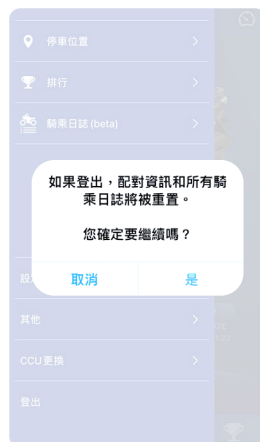 停車位置
排行
騎乘日誌 (beta)
如果登出，配對資訊和所有騎
乘日誌將被重置。
您確定要繼續嗎？
取消
是
其他
CCU更換
登出